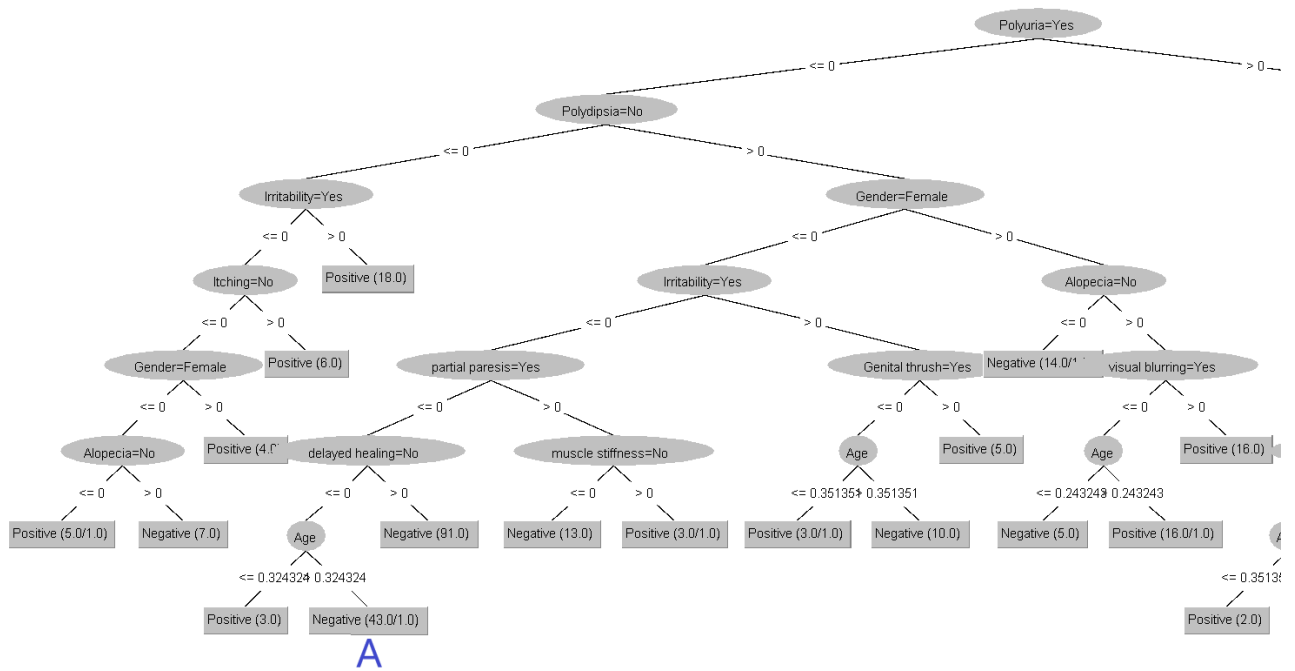 Polyuria=Yes
<= 0 > 0
Polydipsia=No
<= 0 > 0
Irritability=Yes Gender=Female
<= 0 > 0 <= 0 > 0
Itching=No Positive (18.0) Irritability=Yes Alopecia=No
<= 0 > 0 <= 0 > 0 <= 0 > 0
Gender=Female Positive (6.0) partial paresis=Yes Genital thrush=Yes Negative (14.0/ visual blurring=Yes
<= 0 > 0 <= 0 > 0 <= 0 > 0 <= 0 > 0
Alopecia=No Positive (4. delayed healing=No muscle stiffness=No Age Positive (5.0) Age Positive (16.0)
<= 0 > 0 <= 0 > 0 <= 0 > 0 <= 0.351351 > 0.351351 <= 0.243243 > 0.243243
Positive (5.0/1.0) Negative (7.0) Age Negative (91.0) Negative (13.0) Positive (3.0/1.0) Positive (3.0/1.0) Negative (10.0) Negative (5.0) Positive (16.0/1.0) A
<= 0.324324 > 0.324324 <= 0.3513
Positive (3.0) Negative (43.0/1.0) Positive (2.0)
A